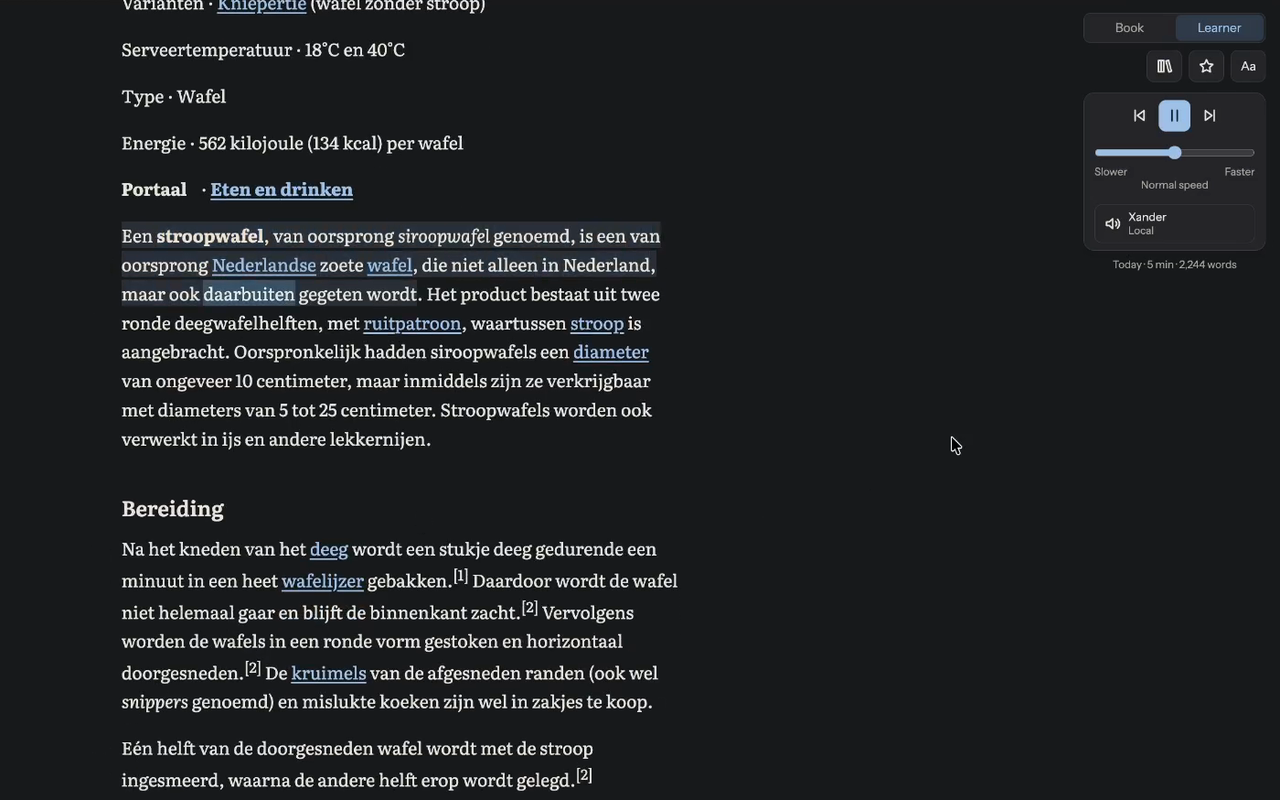 Varianten · Kniepertie (wafel zonder stroop)
Serveertemperatuur · 18°C en 40°C
Type · Wafel
Energie · 562 kilojoule (134 kcal) per wafel
Portaal · Eten en drinken
Een stroopwafel, van oorsprong siroopwafel genoemd, is een van
oorsprong Nederlandse zoete wafel, die niet alleen in Nederland,
maar ook daarbuiten gegeten wordt. Het product bestaat uit twee
ronde deegwafelhelften, met ruitpatroon, waartussen stroop is
aangebracht. Oorspronkelijk hadden siroopwafels een diameter
van ongeveer 10 centimeter, maar inmiddels zijn ze verkrijgbaar
met diameters van 5 tot 25 centimeter. Stroopwafels worden ook
verwerkt in ijs en andere lekkernijen.
Bereiding
Na het kneden van het deeg wordt een stukje deeg gedurende een
minuut in een heet wafelijzer gebakken.[1] Daardoor wordt de wafel
niet helemaal gaar en blijft de binnenkant zacht.[2] Vervolgens
worden de wafels in een ronde vorm gestoken en horizontaal
doorgesneden.[2] De kruimels van de afgesneden randen (ook wel
snippers genoemd) en mislukte koeken zijn wel in zakjes te koop.
Eén helft van de doorgesneden wafel wordt met de stroop
ingesmeerd, waarna de andere helft erop wordt gelegd.[2]
Book Learner
Aa
Slower Faster
Normal speed
Xander
Local
Today · 5 min · 2,244 words